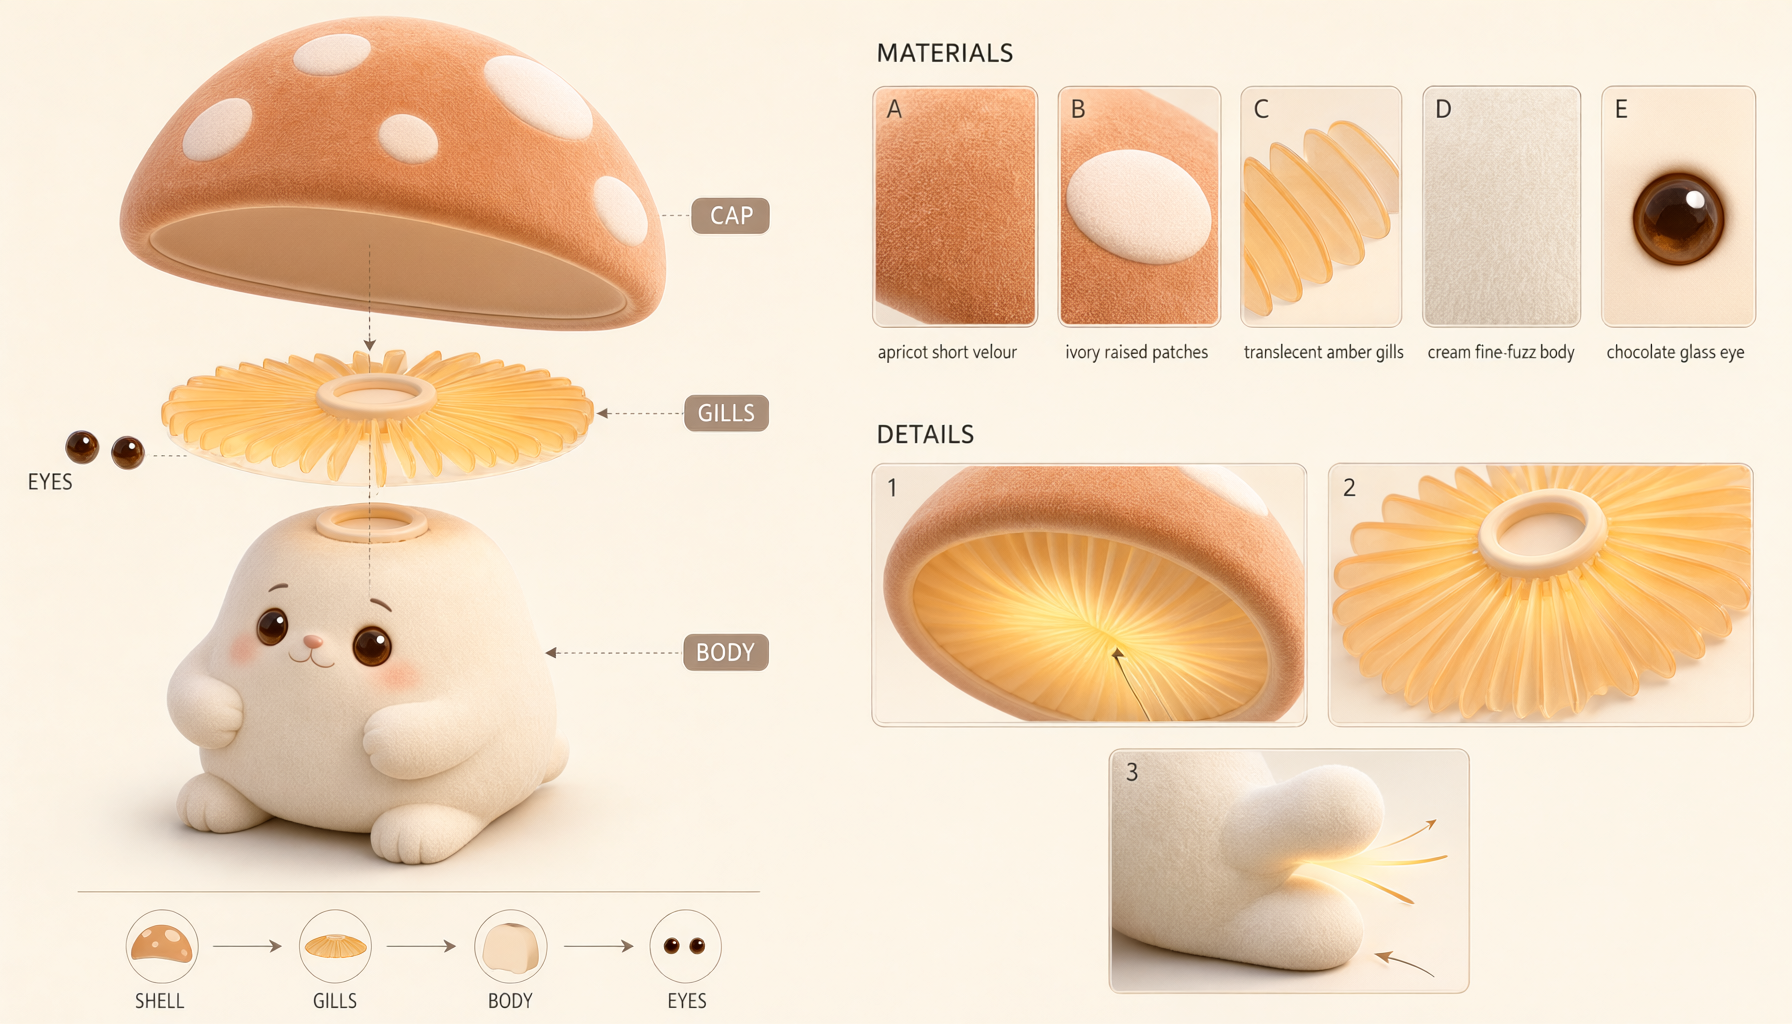 CAP
GILLS
EYES
BODY
SHELL
GILLS
BODY
EYES
MATERIALS
A
B
C
D
E
apricot short velour
ivory raised patches
translecent amber gills
cream fine-fuzz body
chocolate glass eye
DETAILS
1
2
3